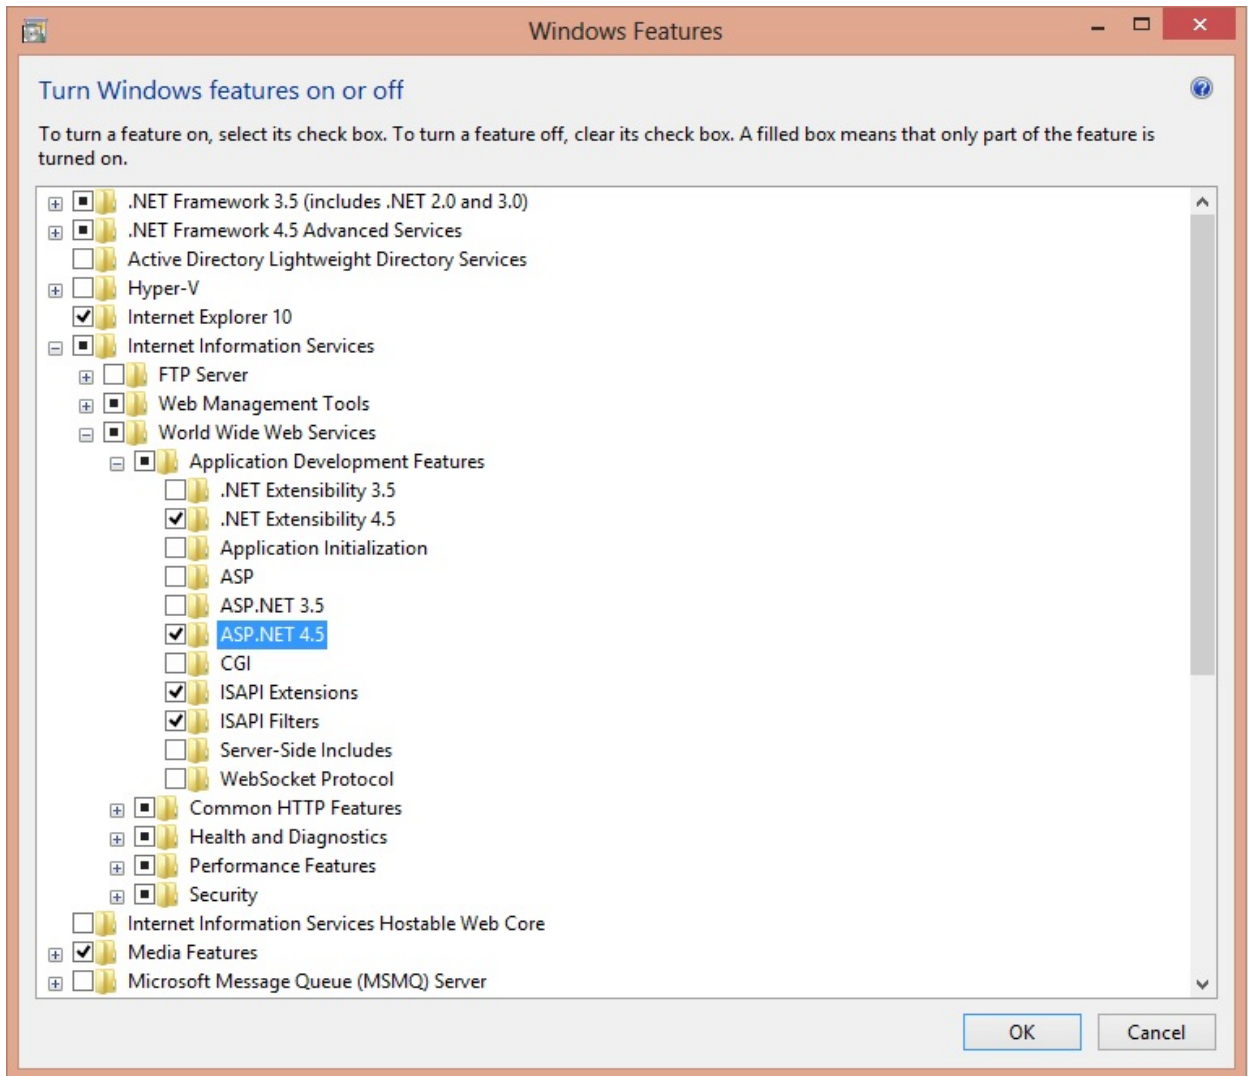 Windows Features
Turn Windows features on or off
To turn a feature on, select its check box. To turn a feature off, clear its check box. A filled box means that only part of the feature is
turned on.
.NET Framework 3.5 (includes .NET 2.0 and 3.0)
.NET Framework 4.5 Advanced Services
Active Directory Lightweight Directory Services
Hyper-V
Internet Explorer 10
Internet Information Services
FTP Server
Web Management Tools
World Wide Web Services
Application Development Features
.NET Extensibility 3.5
.NET Extensibility 4.5
Application Initialization
ASP
ASP.NET 3.5
ASP.NET 4.5
CGI
ISAPI Extensions
ISAPI Filters
Server-Side Includes
WebSocket Protocol
Common HTTP Features
Health and Diagnostics
Performance Features
Security
Internet Information Services Hostable Web Core
Media Features
Microsoft Message Queue (MSMQ) Server
OK Cancel